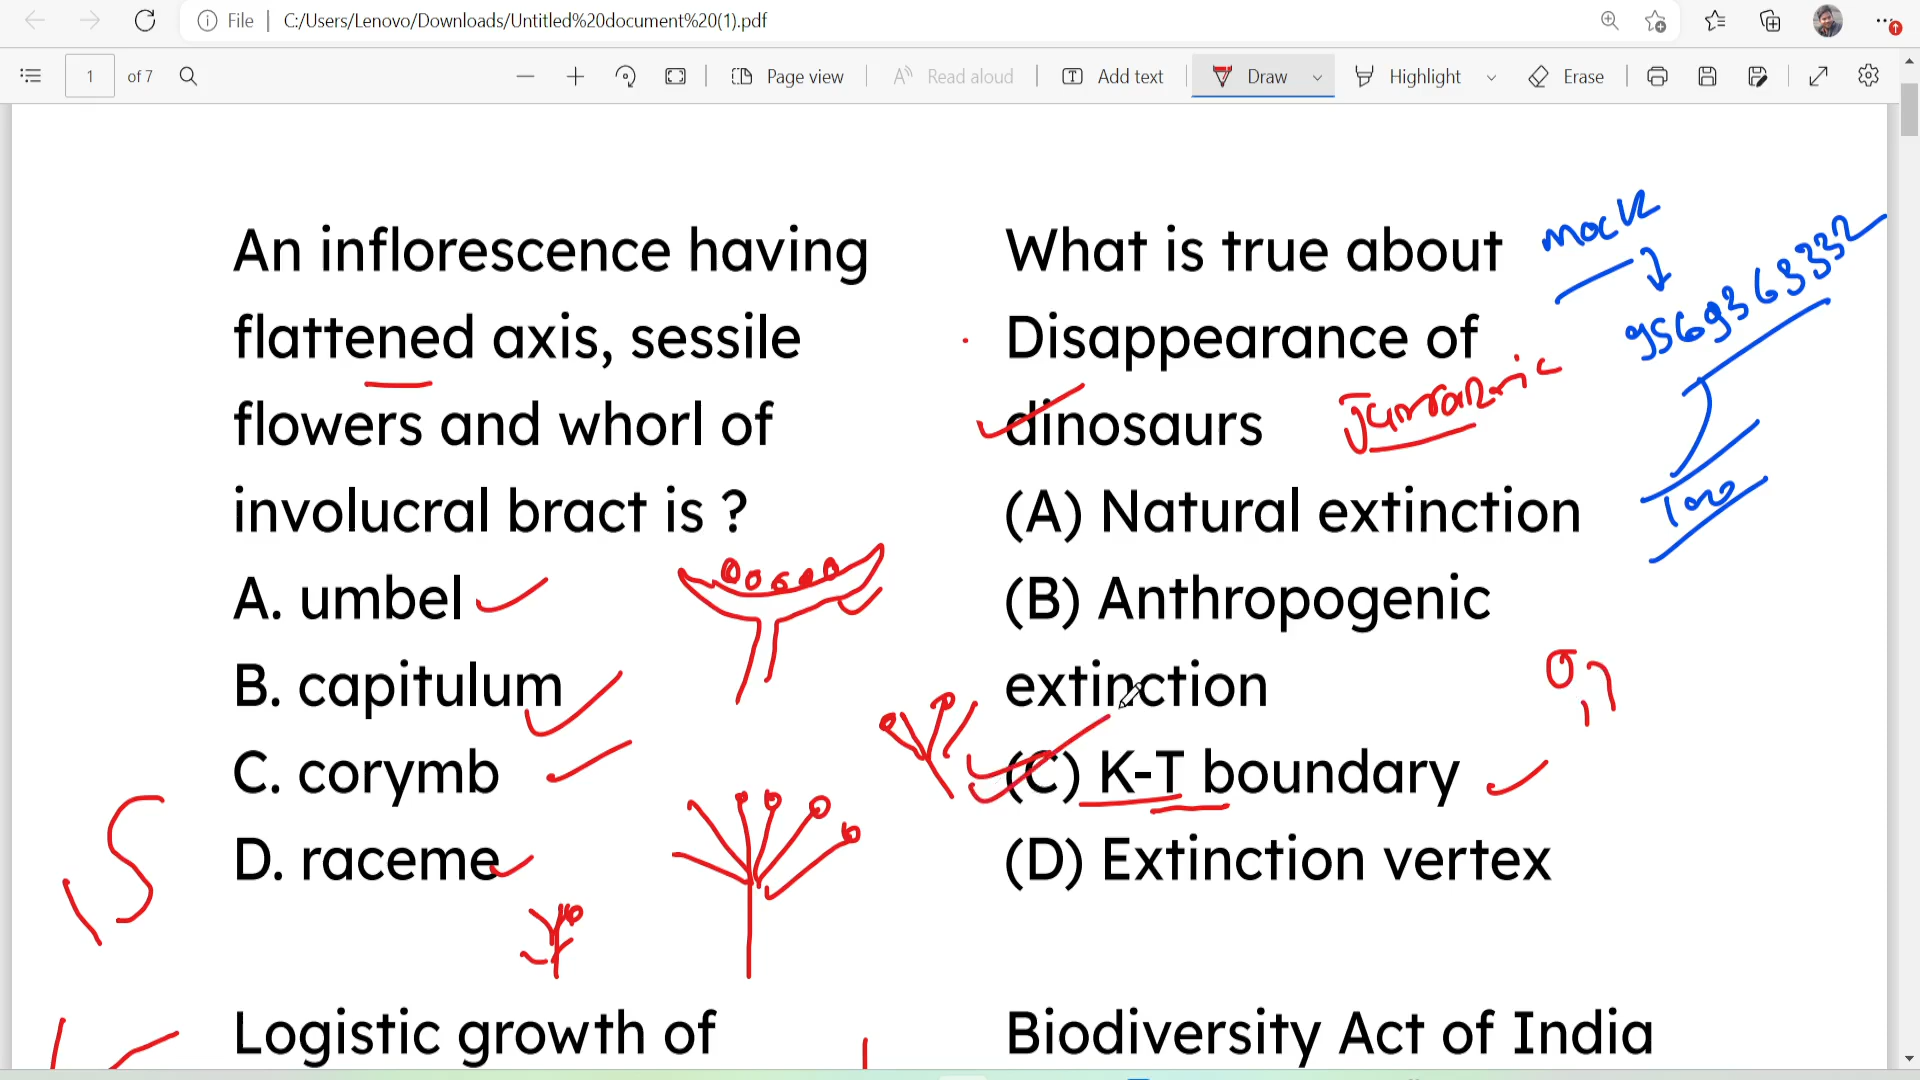 File | C:/Users/Lenovo/Downloads/Untitled%20document%20(1).pdf
1 of 7 Page view Read aloud Add text Draw Highlight Erase
An inflorescence having
flattened axis, sessile
flowers and whorl of
involucral bract is ?
A. umbel
B. capitulum
C. corymb
D. raceme
Logistic growth of
What is true about
Disappearance of
dinosaurs
(A) Natural extinction
(B) Anthropogenic
extinction
(C) K-T boundary
(D) Extinction vertex
Biodiversity Act of India
mock
9569363332